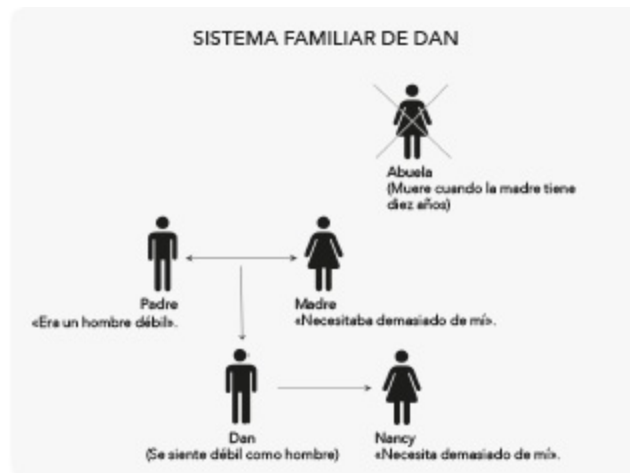 SISTEMA FAMILIAR DE DAN
Abuela
(Muere cuando la madre tiene
diez años)
Padre
«Era un hombre débil».
Madre
«Necesitaba demasiado de mí».
Dan
(Se siente débil como hombre)
Nancy
«Necesita demasiado de mí».